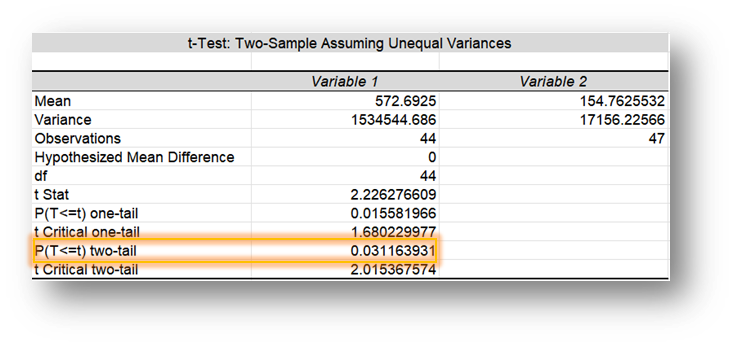 t-Test: Two-Sample Assuming Unequal Variances
Variable 1 Variable 2
Mean 572.6925 154.7625532
Variance 1534544.686 17156.22566
Observations 44 47
Hypothesized Mean Difference 0
df 44
t Stat 2.226276609
P(T<=t) one-tail 0.015581966
t Critical one-tail 1.680229977
P(T<=t) two-tail 0.031163931
t Critical two-tail 2.015367574